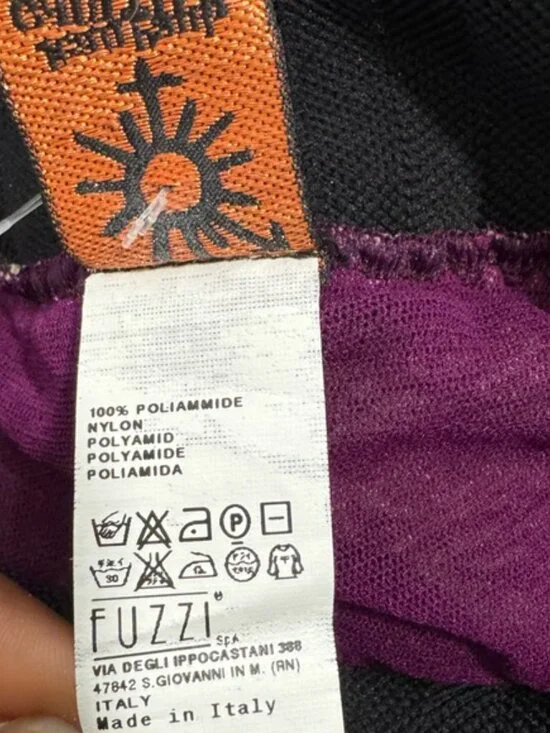 100% POLIAMMIDE
NYLON
POLYAMID
POLYAMIDE
POLIAMIDA
P
30
FUZZI®
SpA
VIA DEGLI IPPOCASTANI 388
47842 S.GIOVANNI IN M. (RN)
ITALY
Made in Italy